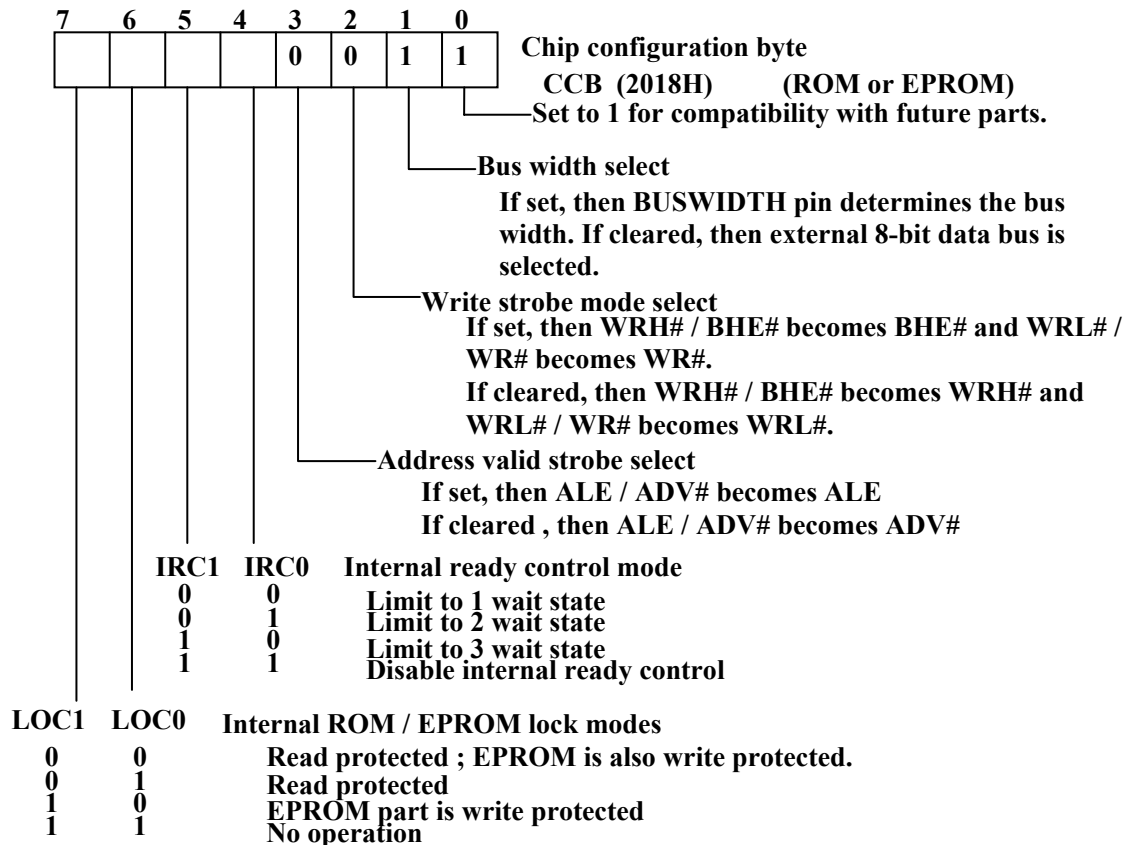 7 6 5 4 3 2 1 0
0 0 1 1
Chip configuration byte
CCB (2018H) (ROM or EPROM)
Set to 1 for compatibility with future parts.
Bus width select
If set, then BUSWIDTH pin determines the bus
width. If cleared, then external 8-bit data bus is
selected.
Write strobe mode select
If set, then WRH# / BHE# becomes BHE# and WRL# /
WR# becomes WR#.
If cleared, then WRH# / BHE# becomes WRH# and
WRL# / WR# becomes WRL#.
Address valid strobe select
If set, then ALE / ADV# becomes ALE
If cleared , then ALE / ADV# becomes ADV#
IRC1 IRC0 Internal ready control mode
0 0 Limit to 1 wait state
0 1 Limit to 2 wait state
1 0 Limit to 3 wait state
1 1 Disable internal ready control
LOC1 LOC0 Internal ROM / EPROM lock modes
0 0 Read protected ; EPROM is also write protected.
0 1 Read protected
1 0 EPROM part is write protected
1 1 No operation